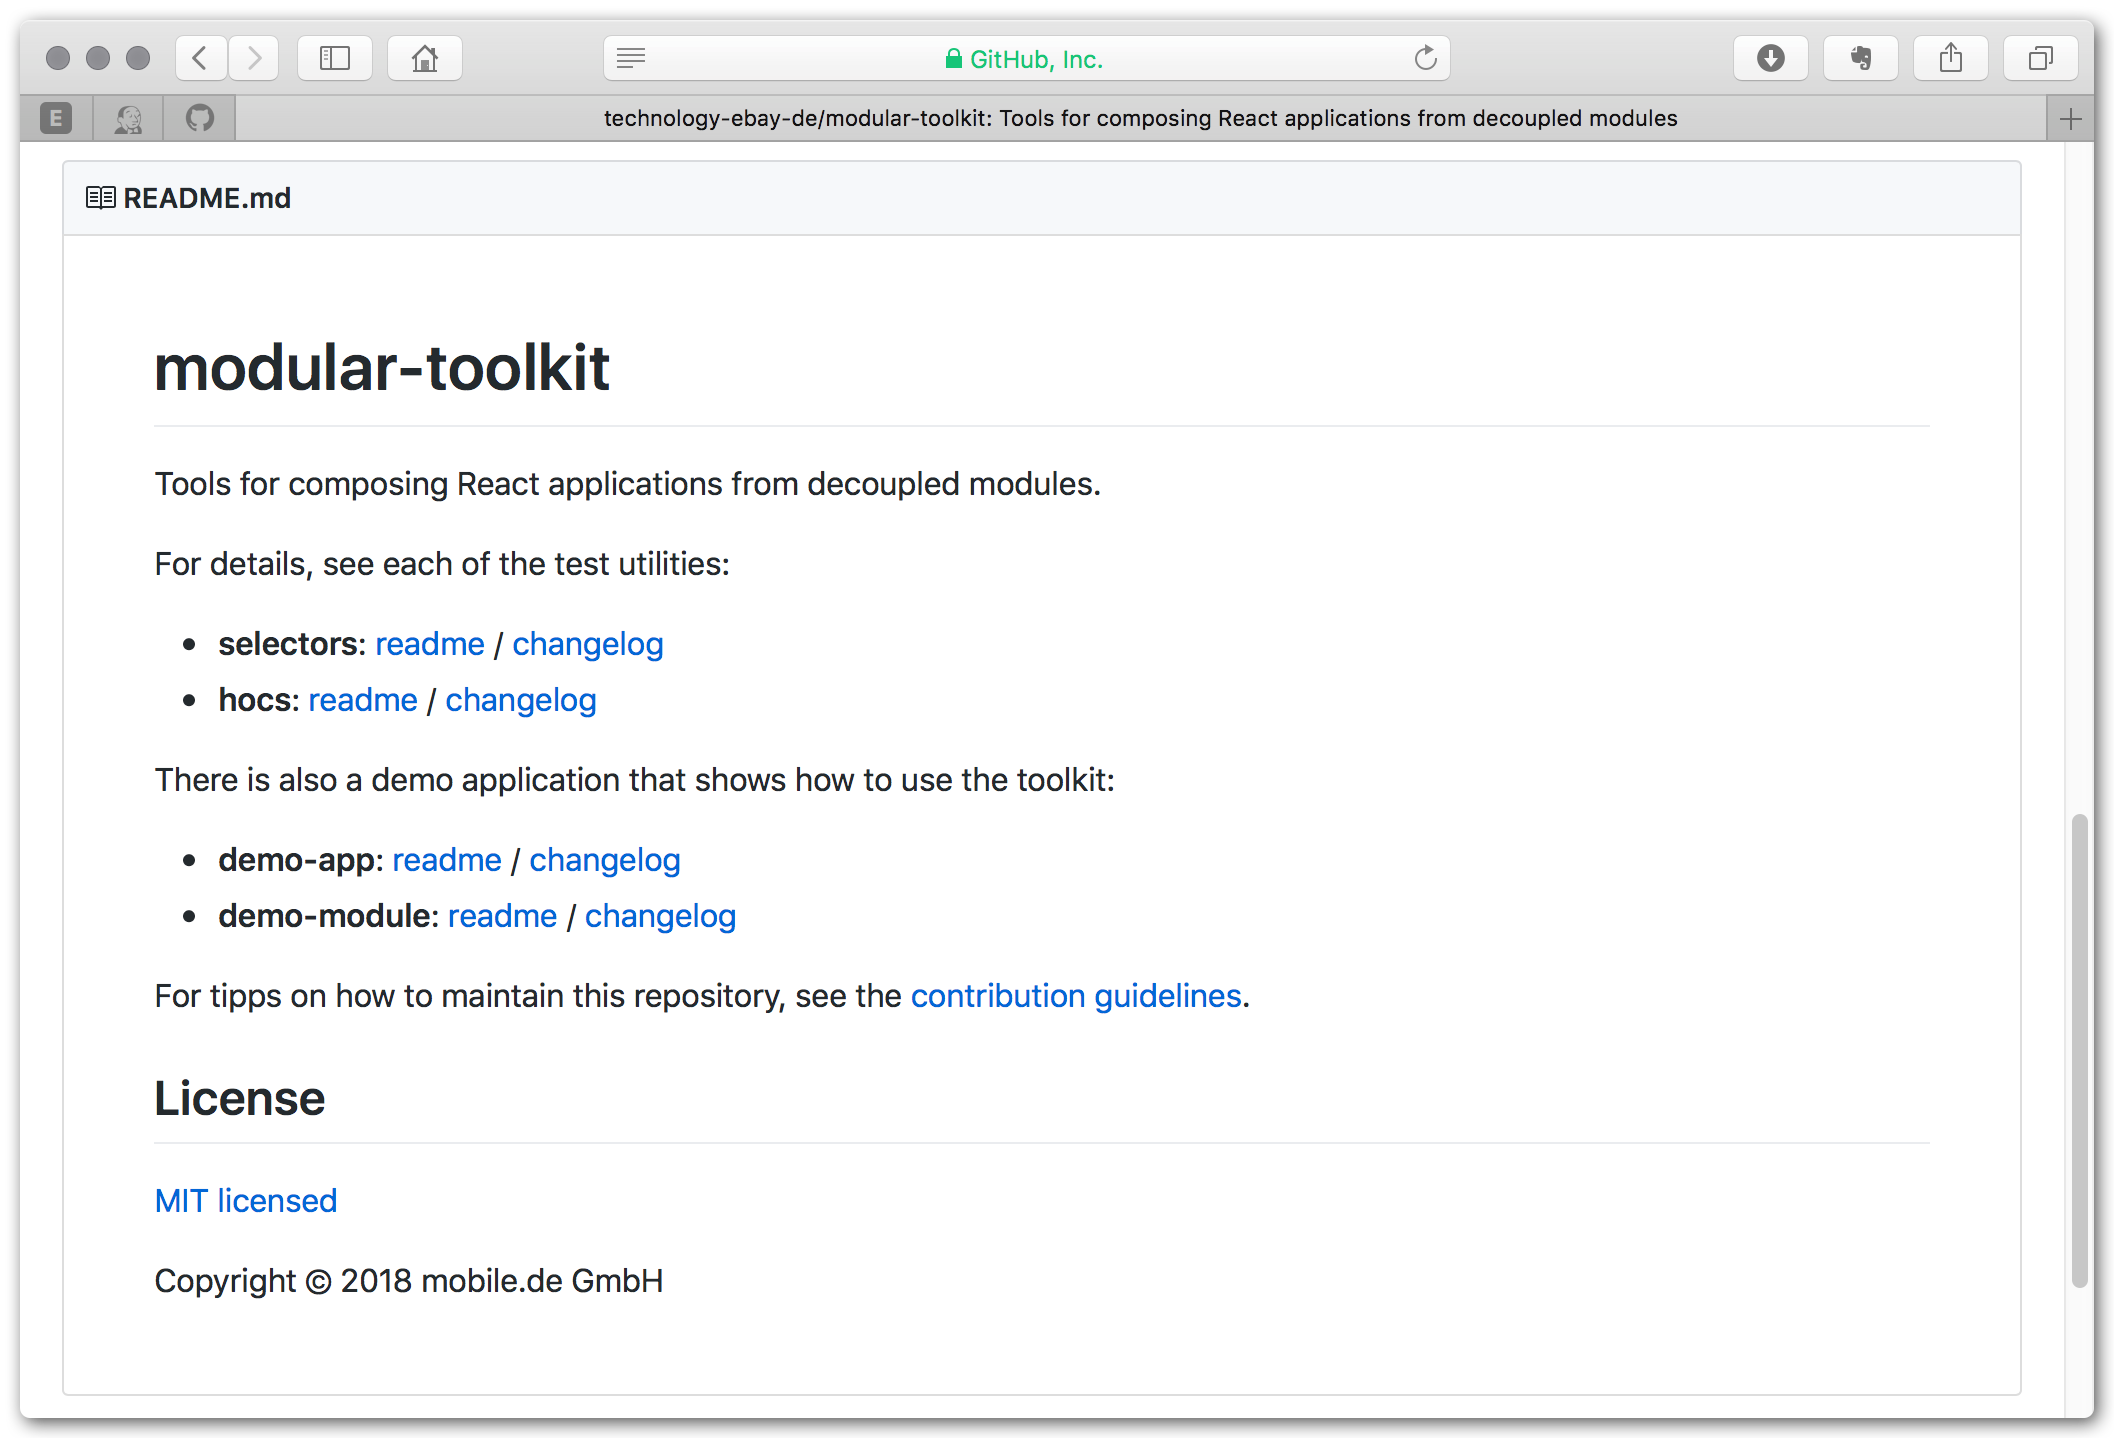 GitHub, Inc.
E
technology-ebay-de/modular-toolkit: Tools for composing React applications from decoupled modules
README.md
modular-toolkit
Tools for composing React applications from decoupled modules.
For details, see each of the test utilities:
• selectors: readme / changelog
• hocs: readme / changelog
There is also a demo application that shows how to use the toolkit:
• demo-app: readme / changelog
• demo-module: readme / changelog
For tipps on how to maintain this repository, see the contribution guidelines.
License
MIT licensed
Copyright © 2018 mobile.de GmbH